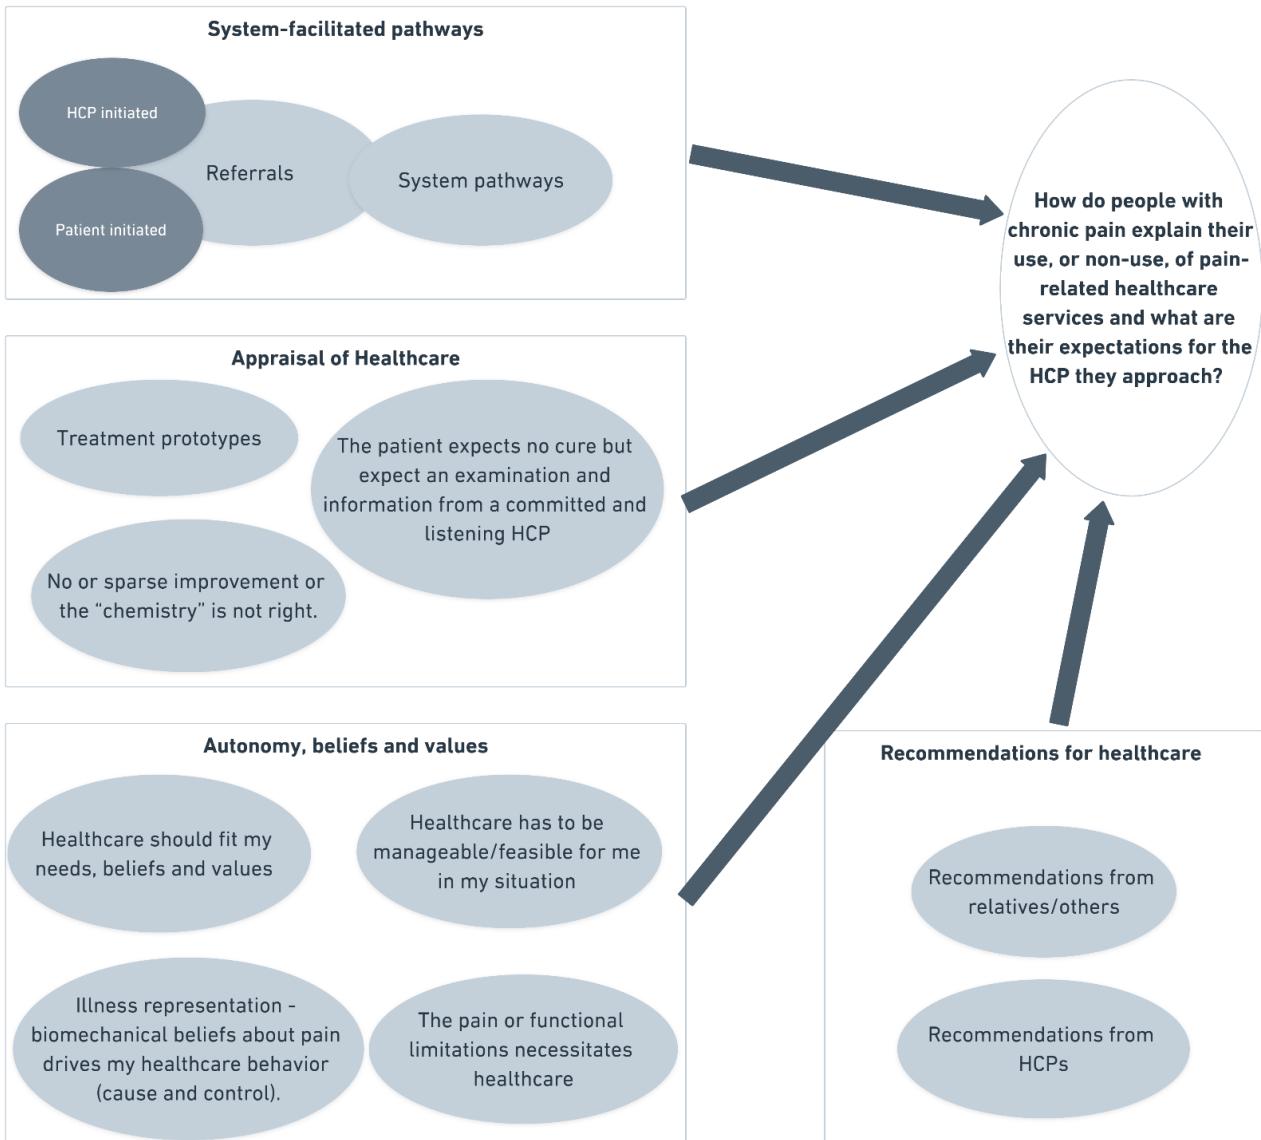 System-facilitated pathways
HCP initiated
Referrals
System pathways
Patient initiated
How do people with
chronic pain explain their
use, or non-use, of pain-
related healthcare
services and what are
their expectations for the
HCP they approach?
Appraisal of Healthcare
Treatment prototypes
The patient expects no cure but
expect an examination and
information from a committed and
listening HCP
No or sparse improvement or
the “chemistry” is not right.
Autonomy, beliefs and values
Healthcare should fit my
needs, beliefs and values
Healthcare has to be
manageable/feasible for me
in my situation
Illness representation -
biomechanical beliefs about pain
drives my healthcare behavior
(cause and control).
The pain or functional
limitations necessitates
healthcare
Recommendations for healthcare
Recommendations from
relatives/others
Recommendations from
HCPs